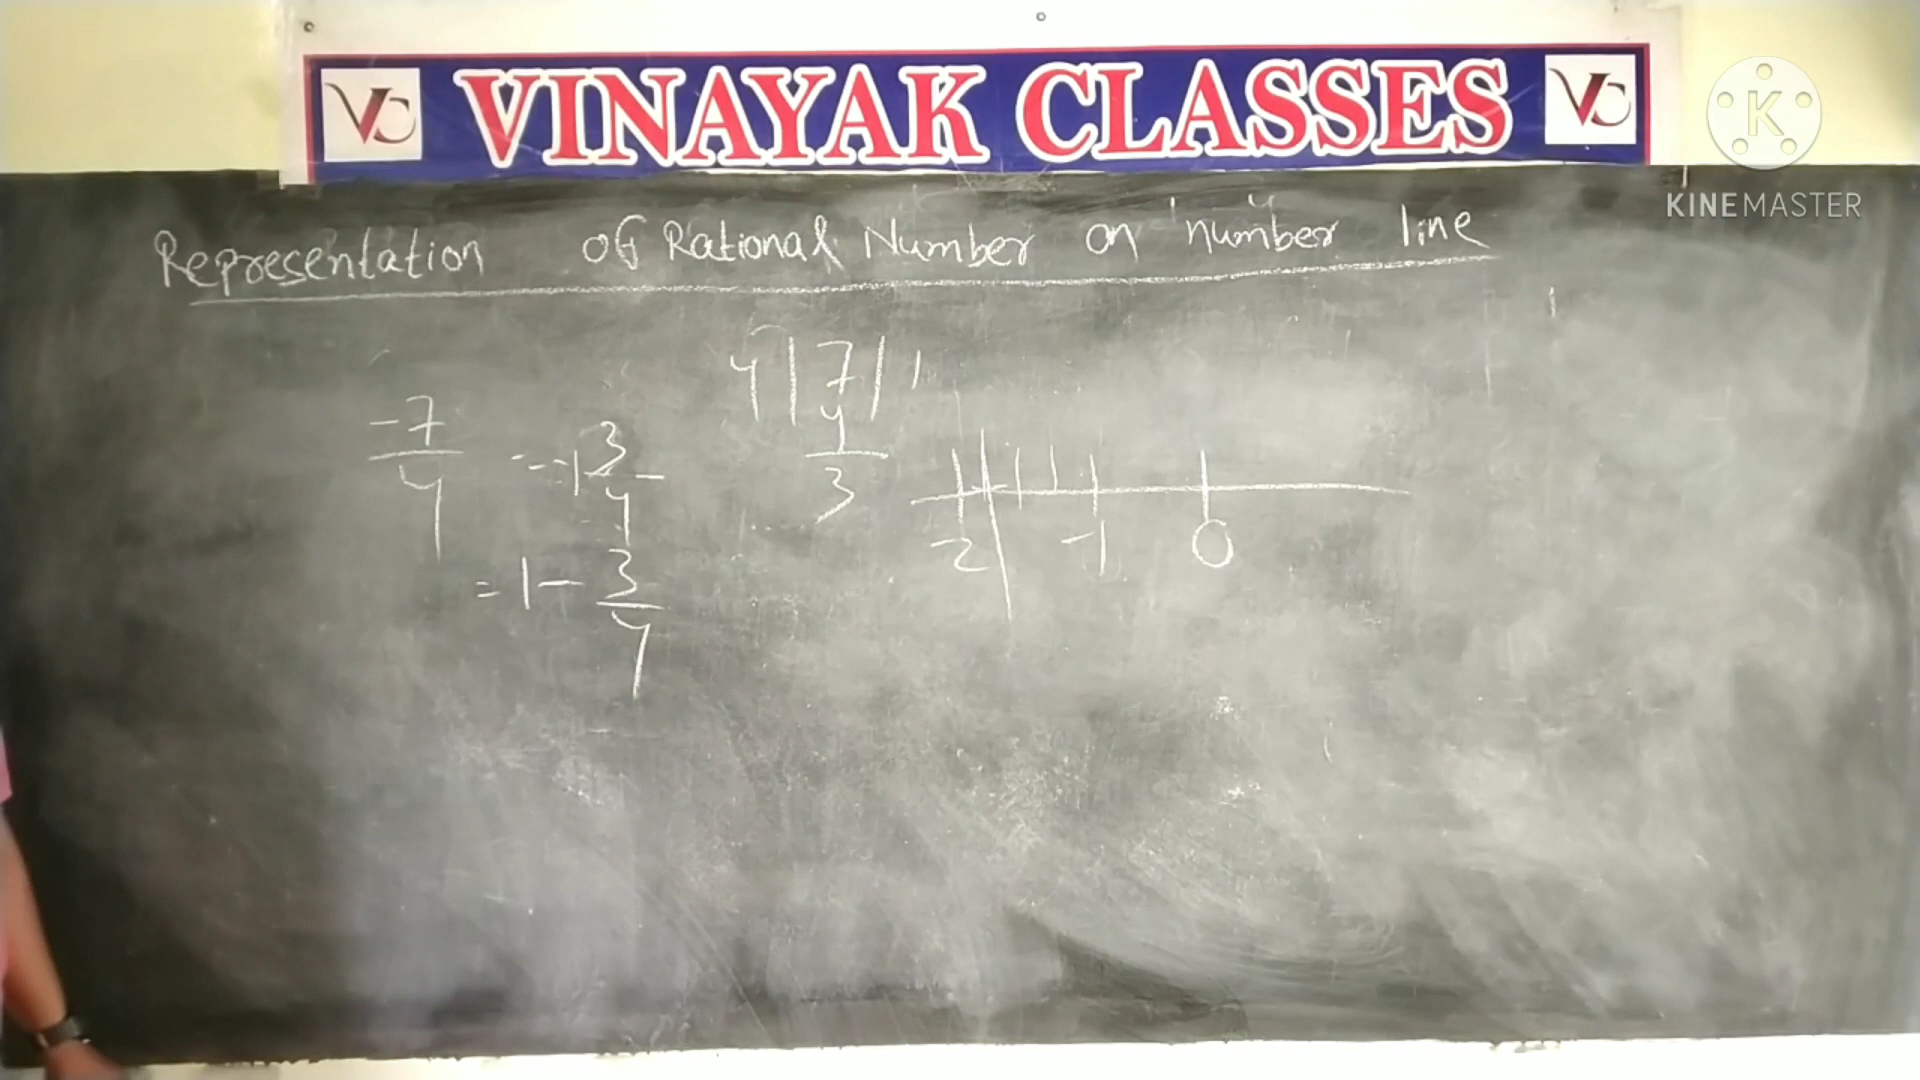 VC VINAYAK CLASSES VC
K
KINEMASTER
Representation of Rational Number on number line
4 | 7 | 1
4
3
-7/4 = -1 3/4
= 1 - 3/4
-2 -1 0